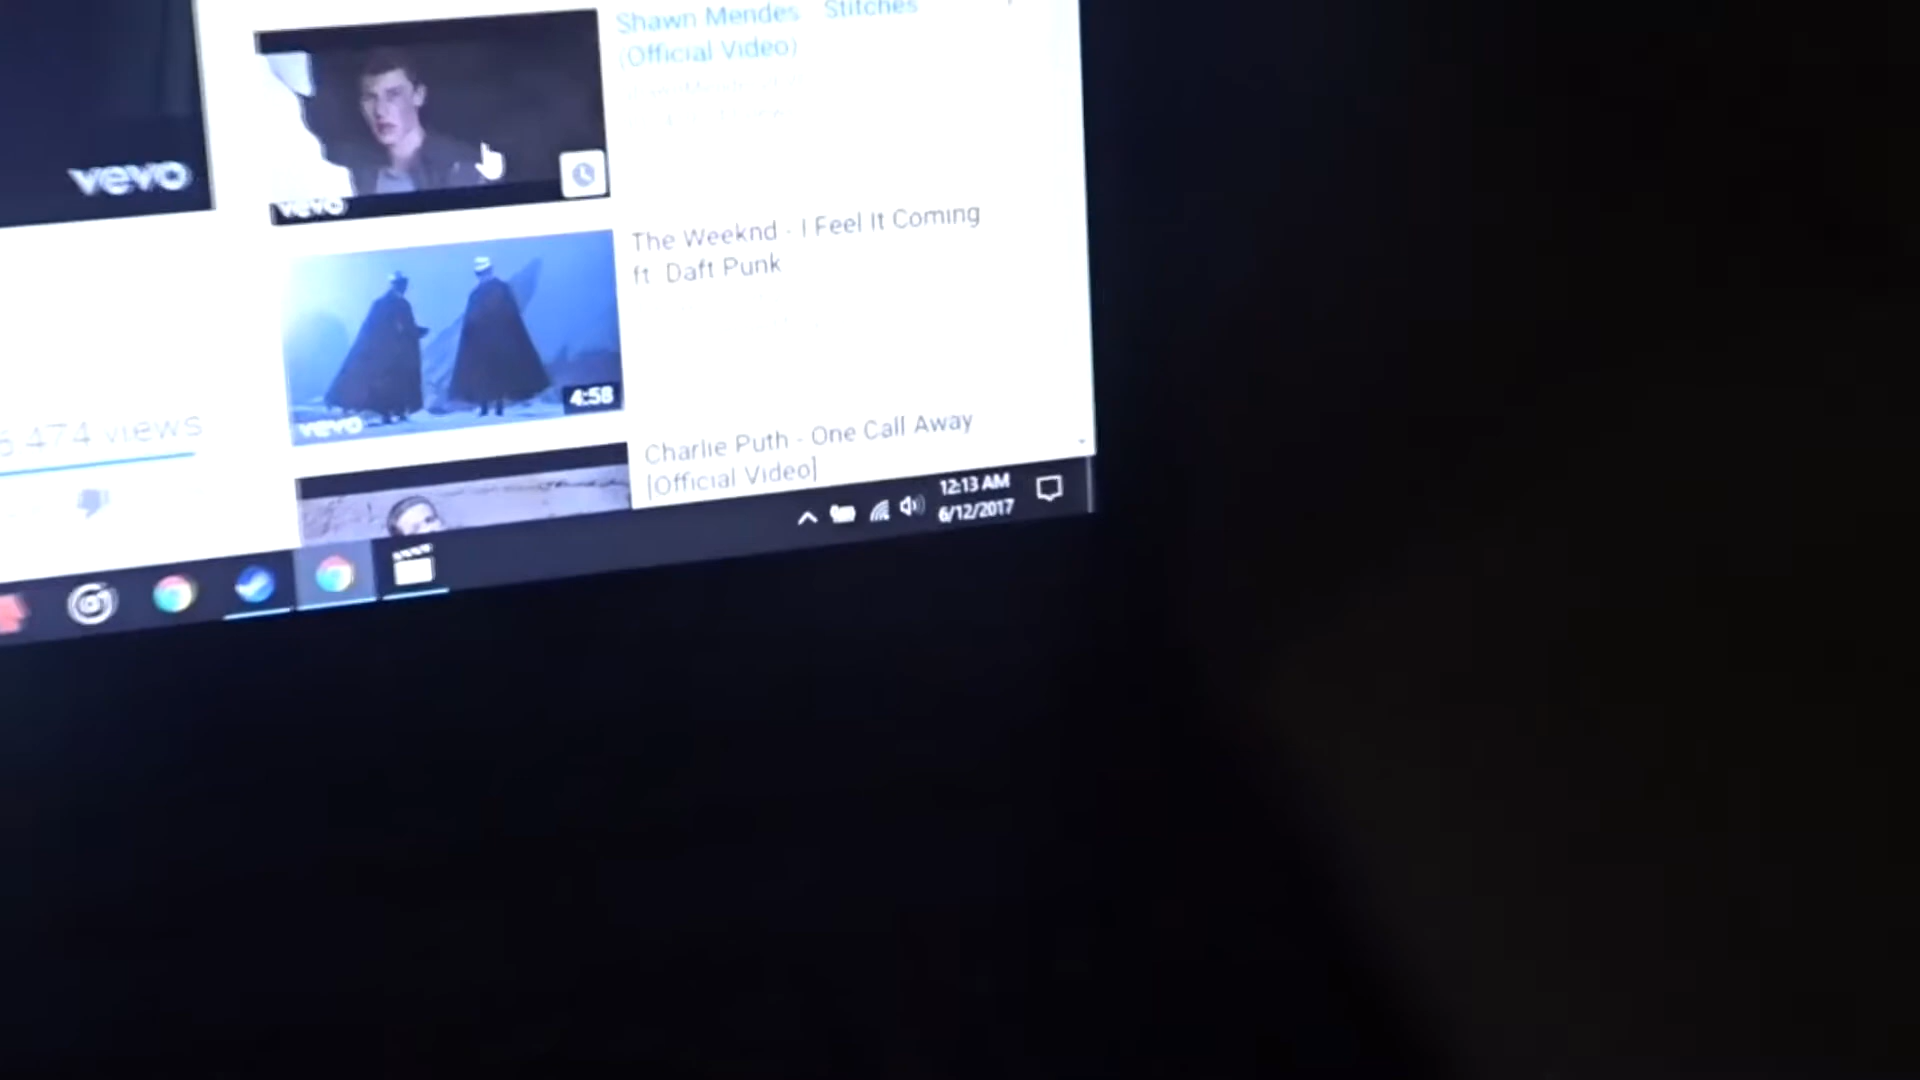 Shawn Mendes Stitches
(Official Video)
vevo
vevo
The Weeknd - I Feel It Coming
ft. Daft Punk
4:58
vevo
474 views
Charlie Puth - One Call Away
[Official Video]
12:13 AM
6/12/2017